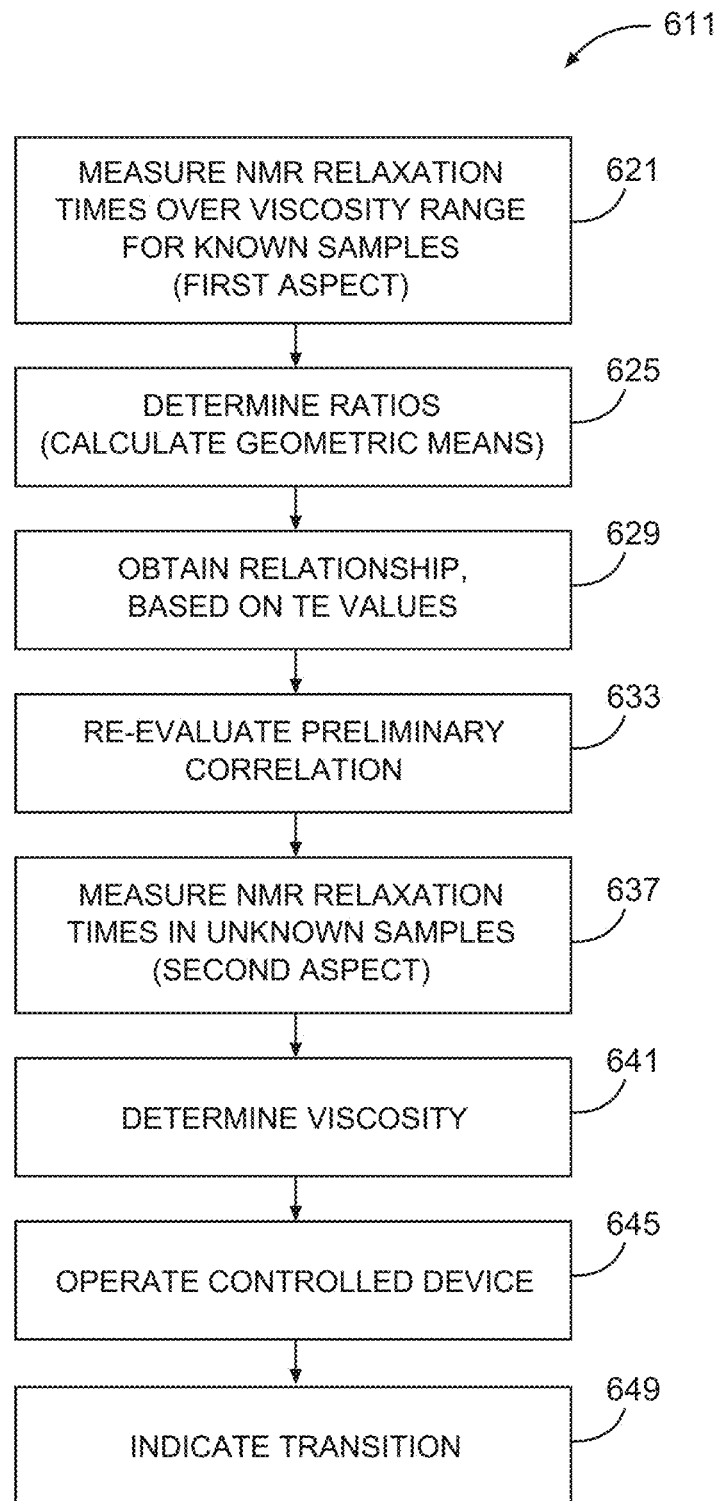 611
MEASURE NMR RELAXATION
TIMES OVER VISCOSITY RANGE
FOR KNOWN SAMPLES
(FIRST ASPECT)
621
DETERMINE RATIOS
(CALCULATE GEOMETRIC MEANS)
625
OBTAIN RELATIONSHIP,
BASED ON TE VALUES
629
RE-EVALUATE PRELIMINARY
CORRELATION
633
MEASURE NMR RELAXATION
TIMES IN UNKNOWN SAMPLES
(SECOND ASPECT)
637
DETERMINE VISCOSITY
641
OPERATE CONTROLLED DEVICE
645
INDICATE TRANSITION
649